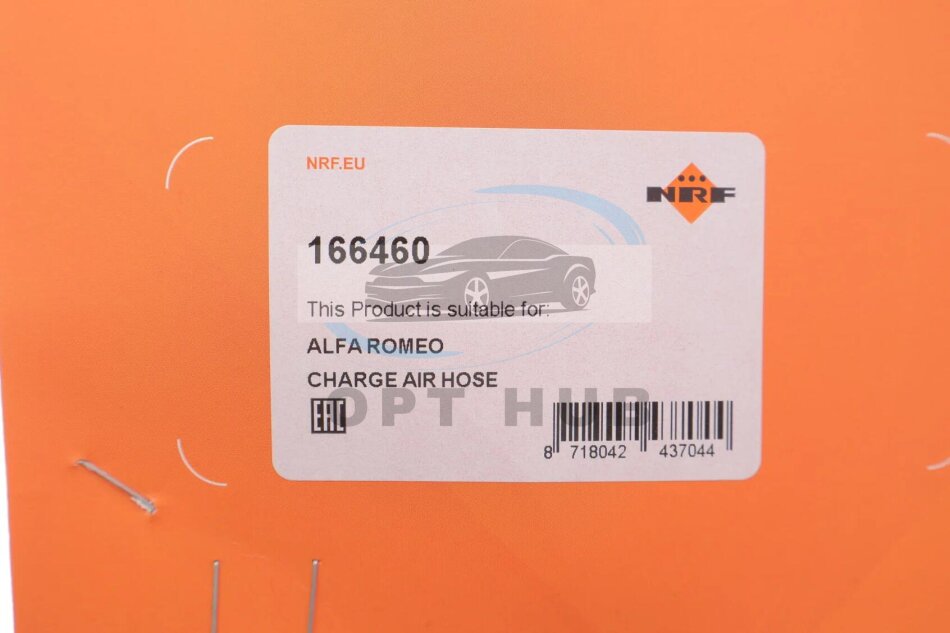 NRF.EU
NRF
166460
This Product is suitable for:
ALFA ROMEO
CHARGE AIR HOSE
EAC
OPT HUB
8 718042 437044